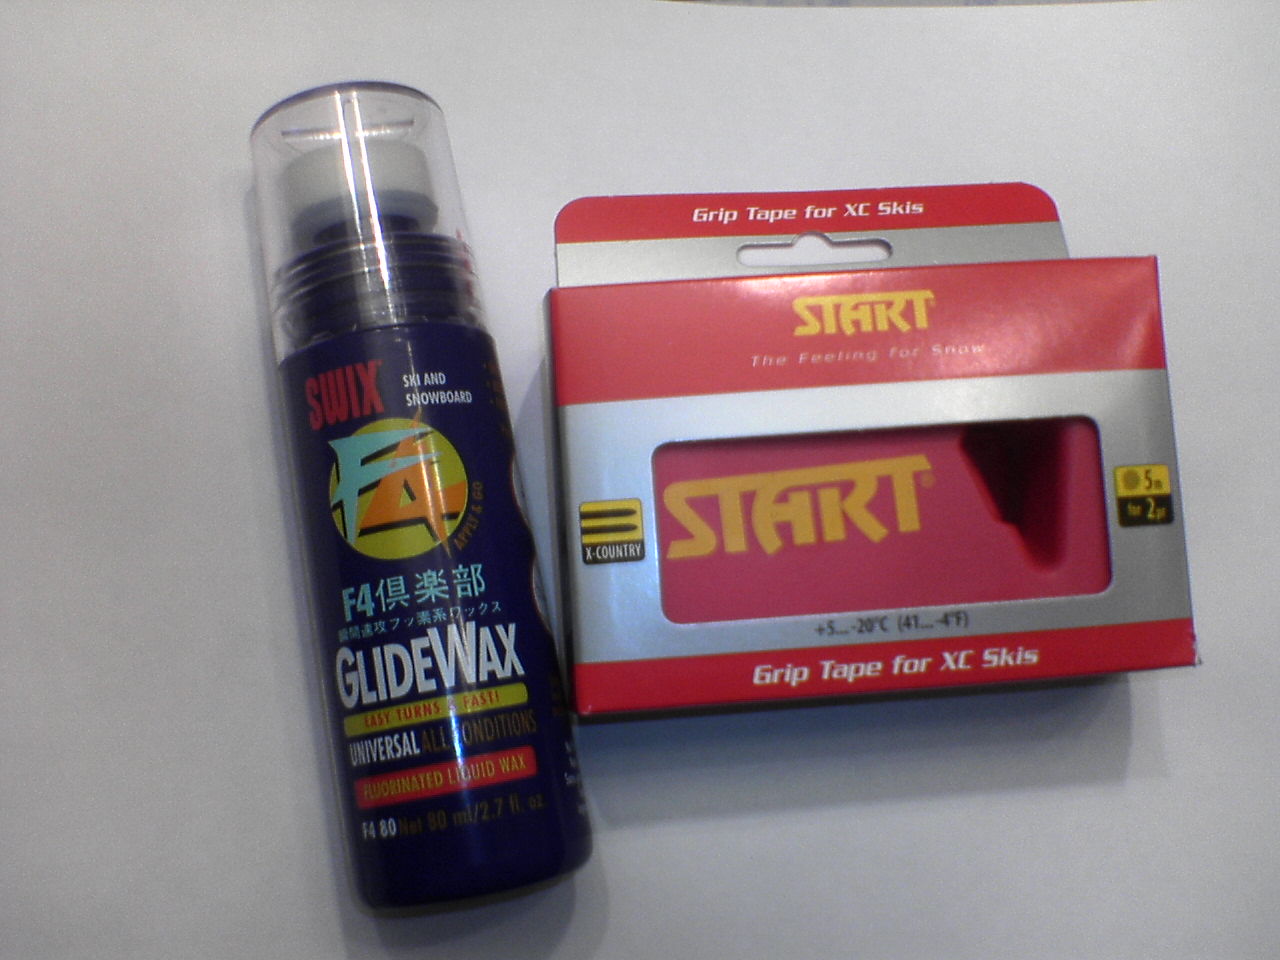 SWIX
SKI AND
SNOWBOARD
F4
APPLY & GO
F4倶楽部
瞬間速攻フッ素系ワックス
GLIDEWAX
EASY TURNS & FAST!
UNIVERSAL ALL CONDITIONS
FLUORINATED LIQUID WAX
F4 80 Net 80 ml/2.7 fl. oz.
Grip Tape for XC Skis
START
The Feeling for Snow
START®
X-COUNTRY
5m
for 2pr
+5...-20°C (41...-4°F)
Grip Tape for XC Skis